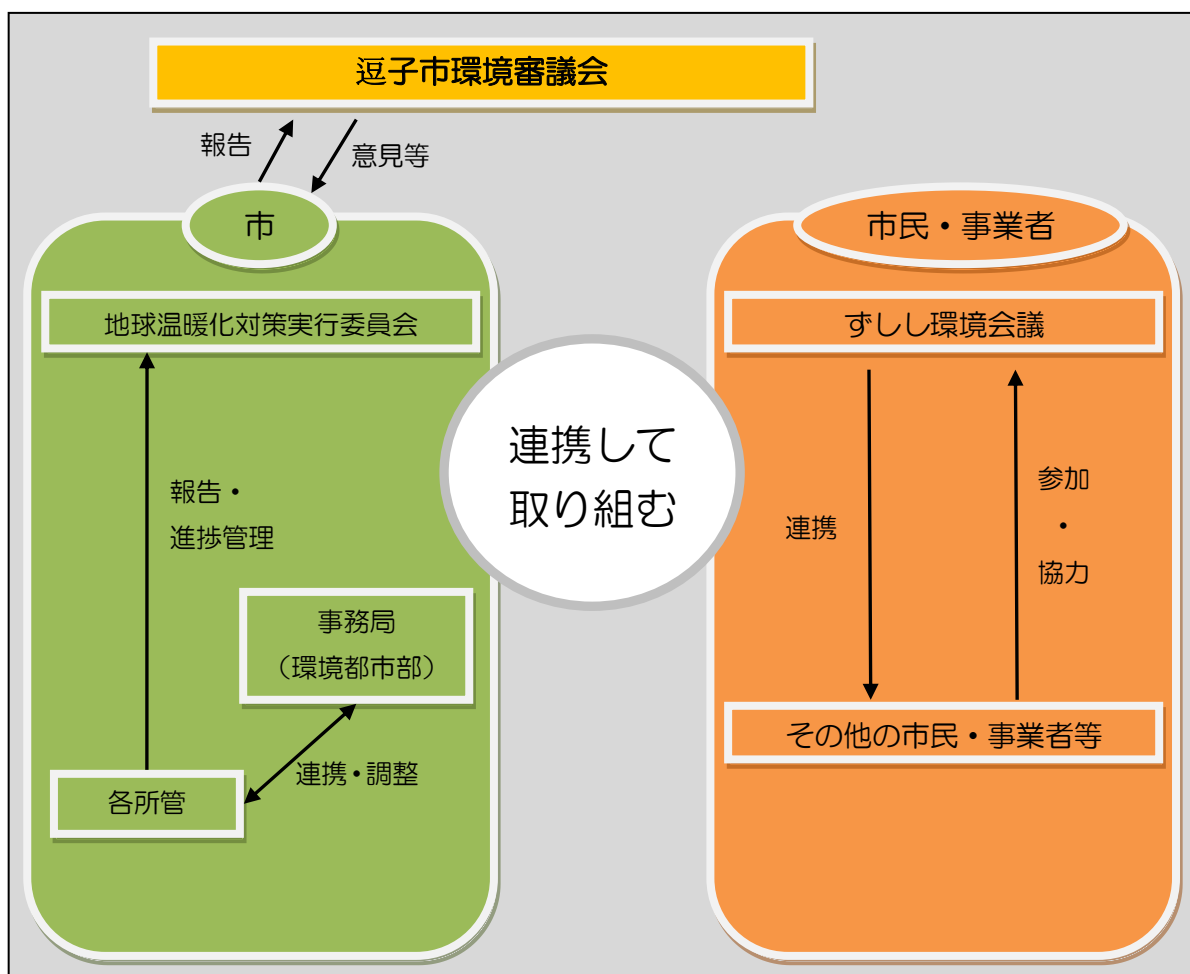 逗子市環境審議会
報告
意見等
市
地球温暖化対策実行委員会
報告・
進捗管理
事務局
（環境都市部）
連携・調整
各所管
連携して
取り組む
市民・事業者
ずしし環境会議
連携
参加
・
協力
その他の市民・事業者等